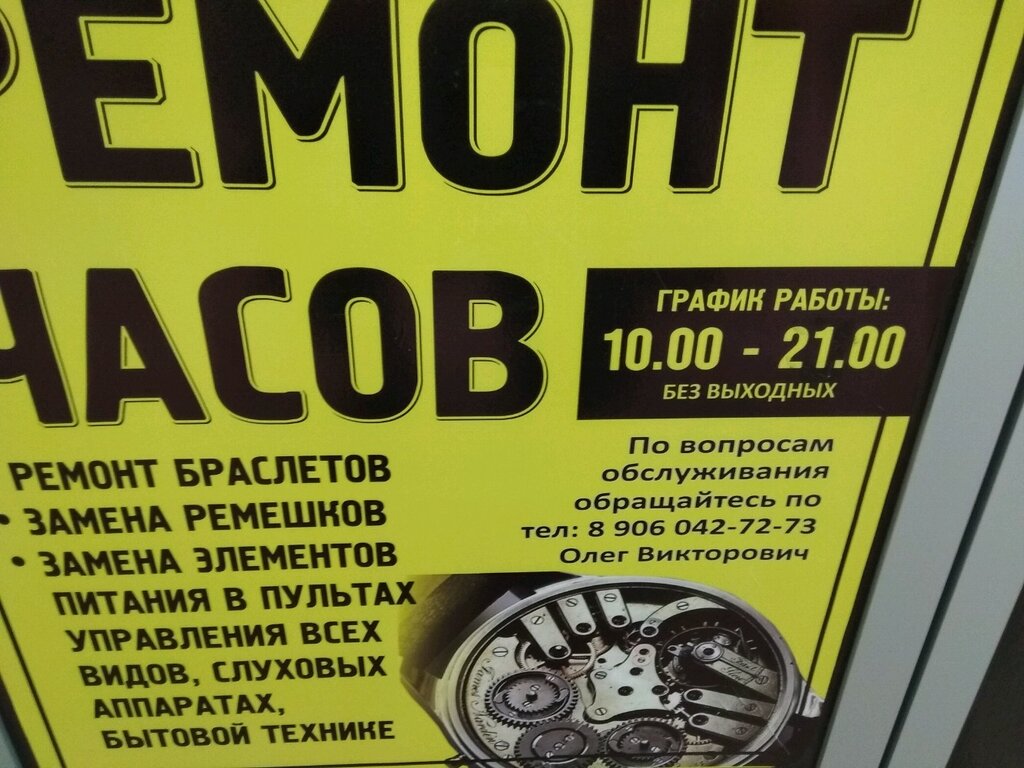 РЕМОНТ
ЧАСОВ
ГРАФИК РАБОТЫ:
10.00 - 21.00
БЕЗ ВЫХОДНЫХ
РЕМОНТ БРАСЛЕТОВ
• ЗАМЕНА РЕМЕШКОВ
• ЗАМЕНА ЭЛЕМЕНТОВ
ПИТАНИЯ В ПУЛЬТАХ
УПРАВЛЕНИЯ ВСЕХ
ВИДОВ, СЛУХОВЫХ
АППАРАТАХ,
БЫТОВОЙ ТЕХНИКЕ
По вопросам
обслуживания
обращайтесь по
тел: 8 906 042-72-73
Олег Викторович